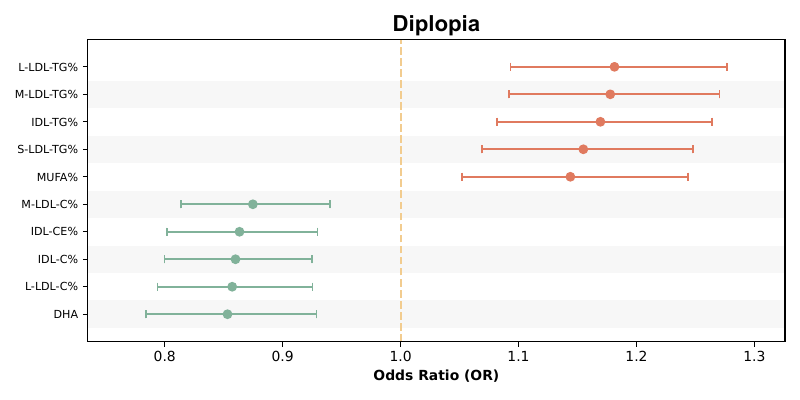 Diplopia
L-LDL-TG%
M-LDL-TG%
IDL-TG%
S-LDL-TG%
MUFA%
M-LDL-C%
IDL-CE%
IDL-C%
L-LDL-C%
DHA
0.8 0.9 1.0 1.1 1.2 1.3
Odds Ratio (OR)